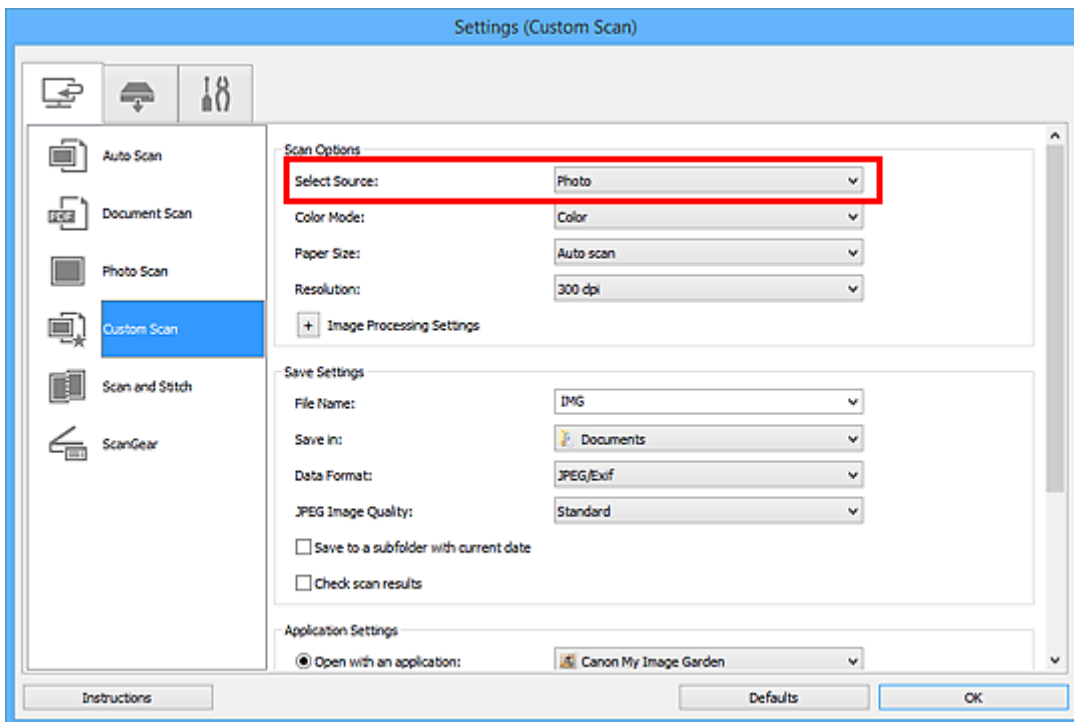 Settings (Custom Scan)
Auto Scan
Document Scan
Photo Scan
Custom Scan
Scan and Stitch
ScanGear
Scan Options
Select Source: Photo
Color Mode: Color
Paper Size: Auto scan
Resolution: 300 dpi
+ Image Processing Settings
Save Settings
File Name: IMG
Save in: Documents
Data Format: JPEG/Exif
JPEG Image Quality: Standard
Save to a subfolder with current date
Check scan results
Application Settings
Open with an application: Canon My Image Garden
Instructions Defaults OK